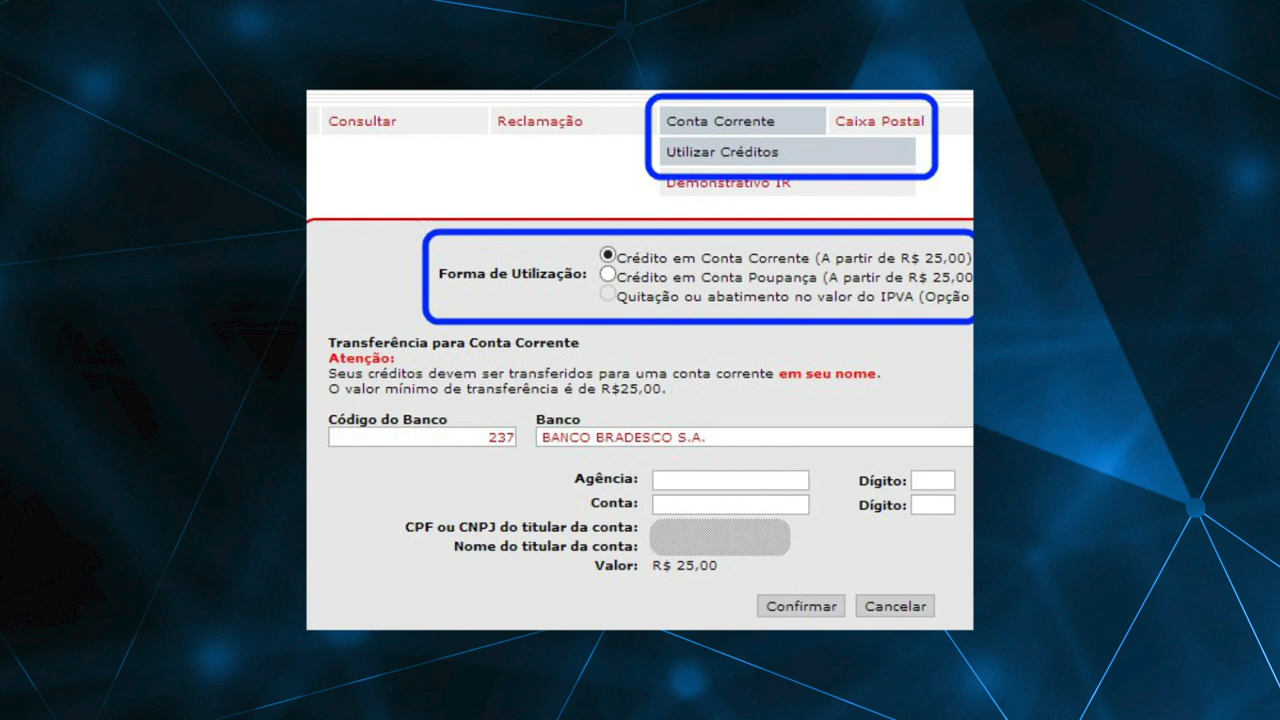 Consultar
Reclamação
Conta Corrente
Caixa Postal
Utilizar Créditos
Demonstrativo IR
Forma de Utilização:
Crédito em Conta Corrente (A partir de R$ 25,00)
Crédito em Conta Poupança (A partir de R$ 25,00
Quitação ou abatimento no valor do IPVA (Opção
Transferência para Conta Corrente
Atenção:
Seus créditos devem ser transferidos para uma conta corrente em seu nome.
O valor mínimo de transferência é de R$25,00.
Código do Banco
Banco
237
BANCO BRADESCO S.A.
Agência:
Dígito:
Conta:
Dígito:
CPF ou CNPJ do titular da conta:
Nome do titular da conta:
Valor: R$ 25,00
Confirmar
Cancelar